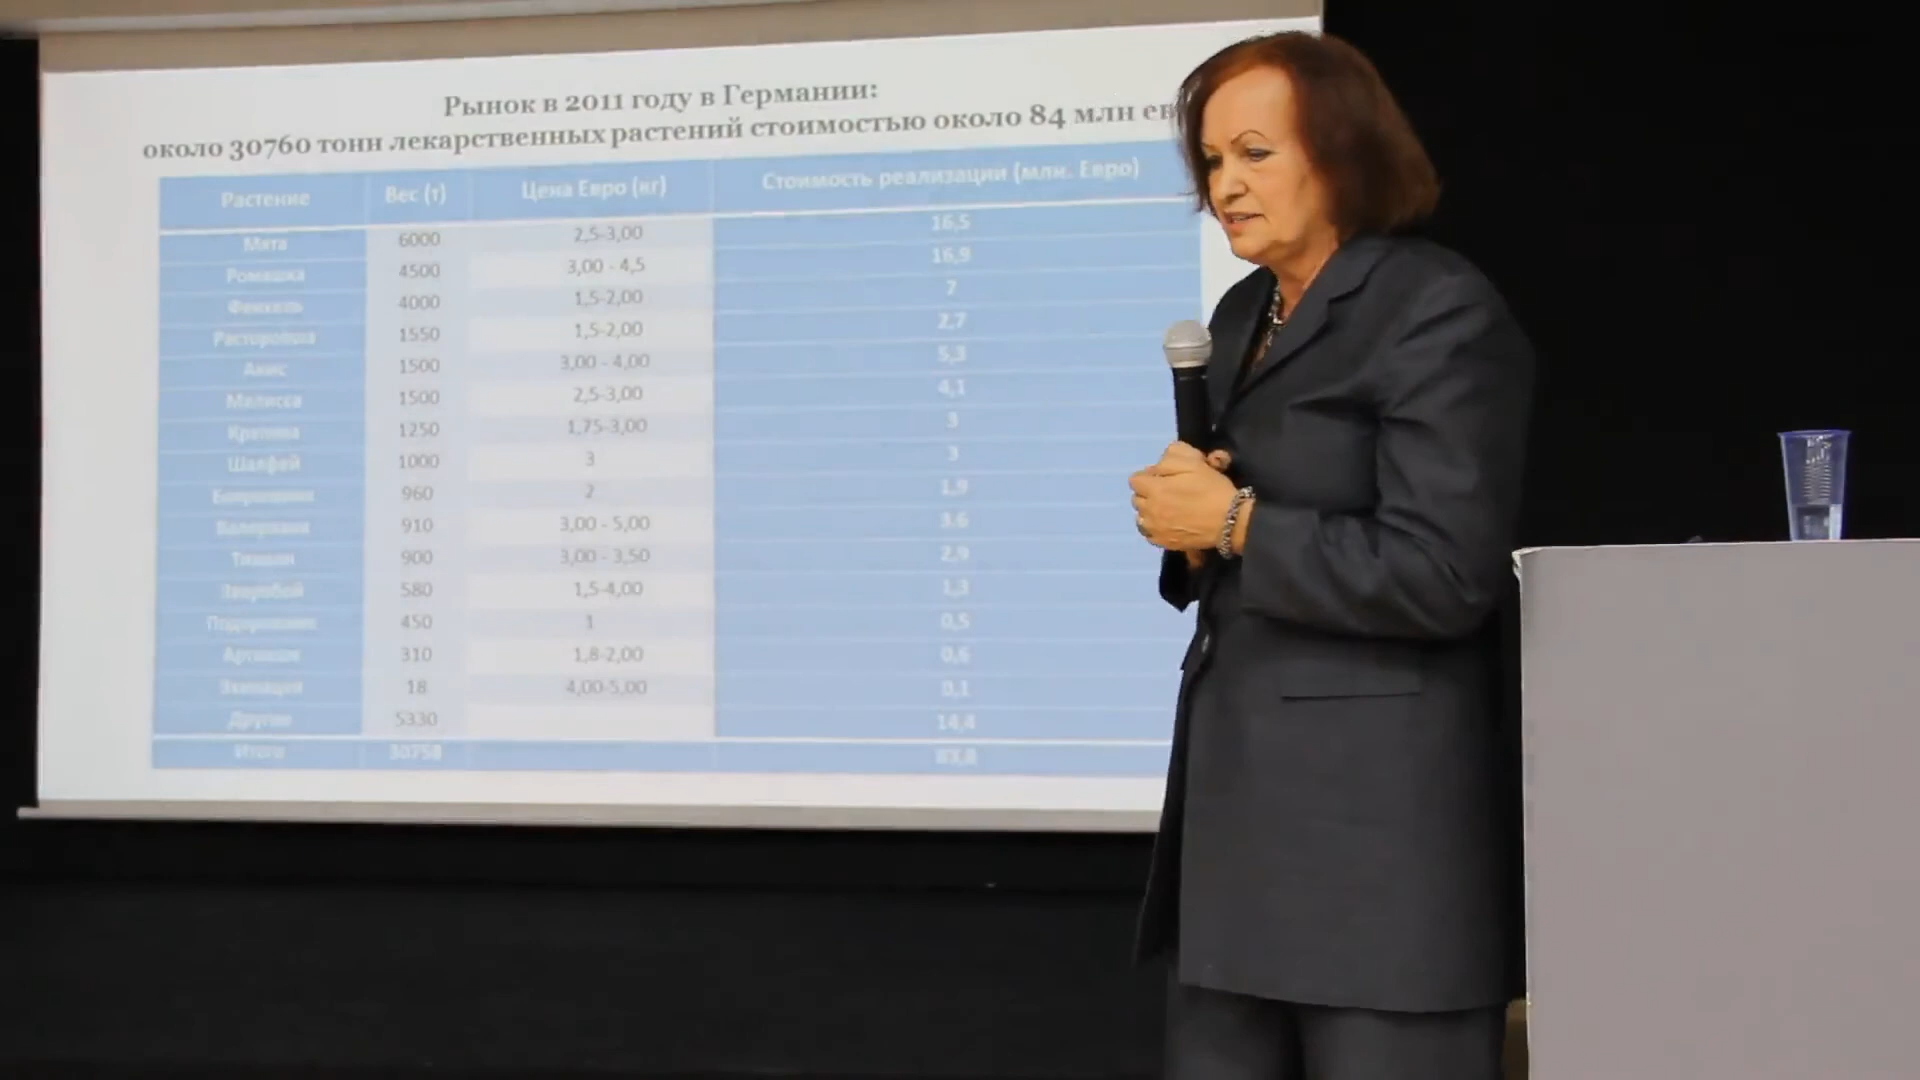 Рынок в 2011 году в Германии:
около 30760 тонн лекарственных растений стоимостью около 84 млн ев
Растение Вес (т) Цена Евро (кг) Стоимость реализации (млн. Евро)
Мята 6000 2,5-3,00 16,5
Ромашка 4500 3,00 - 4,5 16,9
Фенхель 4000 1,5-2,00 7
Расторопша 1550 1,5-2,00 2,7
Анис 1500 3,00 - 4,00 5,3
Мелисса 1500 2,5-3,00 4,1
Крапива 1250 1,75-3,00 3
Шалфей 1000 3 3
960 2 1,9
Валериана 910 3,00 - 5,00 3.6
Тимьян 900 3,00 - 3,50 2,9
Зверобой 580 1,5-4,00 1,3
Подорожник 450 1 0,5
Артишок 310 1,8-2,00 0,6
Эхинацея 18 4,00-5,00 0,1
Другие 5330 14,4
Итого 30758 83,8